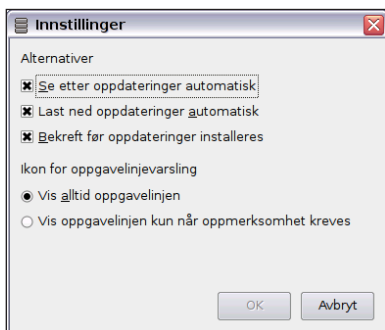 Innstillinger
Alternativer
Se etter oppdateringer automatisk
Last ned oppdateringer automatisk
Bekreft før oppdateringer installeres
Ikon for oppgavelinjevarsling
Vis alltid oppgavelinjen
Vis oppgavelinjen kun når oppmerksomhet kreves
OK Avbryt